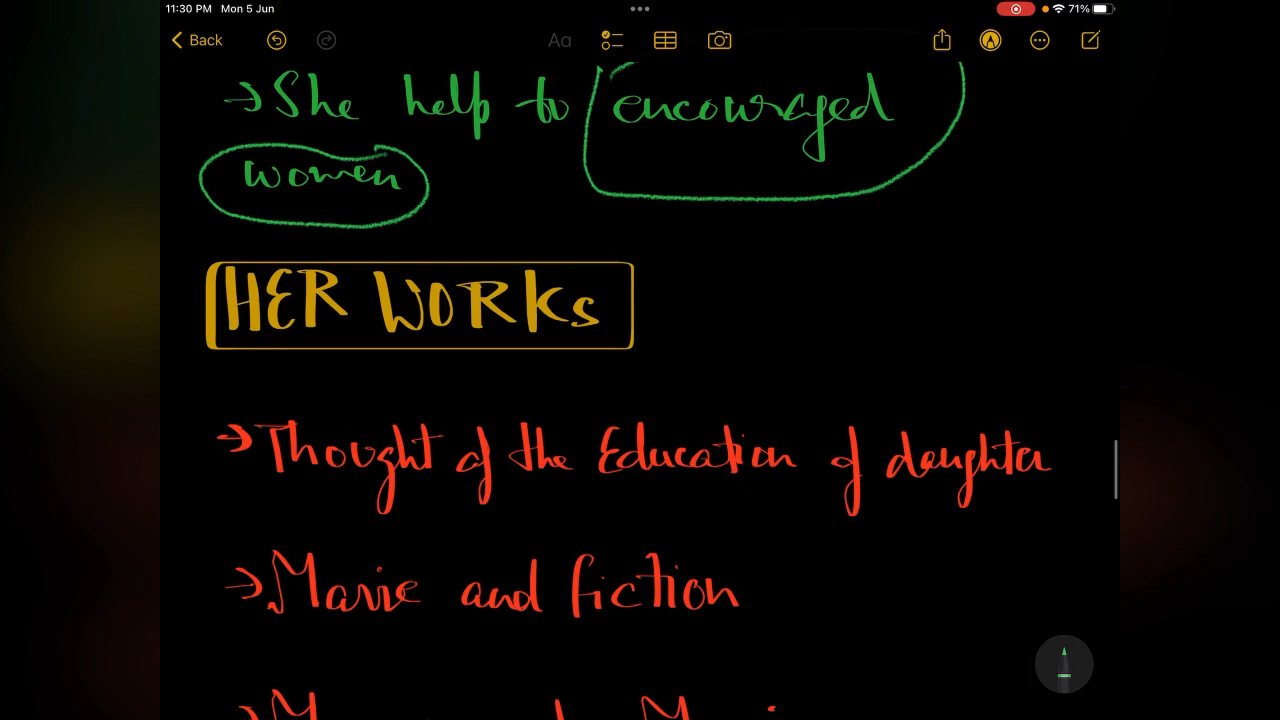 11:30 PM Mon 5 Jun
71%
Back
Aa
→ She help to encouraged
women
HER WORKs
→ Thought of the Education of daughter
→ Marie and fiction